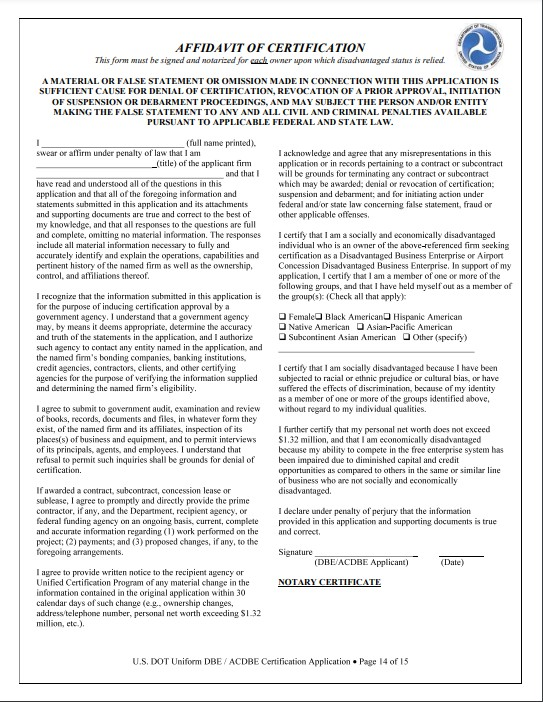 AFFIDAVIT OF CERTIFICATION
This form must be signed and notarized for each owner upon which disadvantaged status is relied.
A MATERIAL OR FALSE STATEMENT OR OMISSION MADE IN CONNECTION WITH THIS APPLICATION IS
SUFFICIENT CAUSE FOR DENIAL OF CERTIFICATION, REVOCATION OF A PRIOR APPROVAL, INITIATION
OF SUSPENSION OR DEBARMENT PROCEEDINGS, AND MAY SUBJECT THE PERSON AND/OR ENTITY
MAKING THE FALSE STATEMENT TO ANY AND ALL CIVIL AND CRIMINAL PENALTIES AVAILABLE
PURSUANT TO APPLICABLE FEDERAL AND STATE LAW.
I ______________________________ (full name printed),
swear or affirm under penalty of law that I am
__________________________(title) of the applicant firm
________________________________________ and that I
have read and understood all of the questions in this
application and that all of the foregoing information and
statements submitted in this application and its attachments
and supporting documents are true and correct to the best of
my knowledge, and that all responses to the questions are full
and complete, omitting no material information. The responses
include all material information necessary to fully and
accurately identify and explain the operations, capabilities and
pertinent history of the named firm as well as the ownership,
control, and affiliations thereof.
I recognize that the information submitted in this application is
for the purpose of inducing certification approval by a
government agency. I understand that a government agency
may, by means it deems appropriate, determine the accuracy
and truth of the statements in the application, and I authorize
such agency to contact any entity named in the application, and
the named firm's bonding companies, banking institutions,
credit agencies, contractors, clients, and other certifying
agencies for the purpose of verifying the information supplied
and determining the named firm's eligibility.
I agree to submit to government audit, examination and review
of books, records, documents and files, in whatever form they
exist, of the named firm and its affiliates, inspection of its
places(s) of business and equipment, and to permit interviews
of its principals, agents, and employees. I understand that
refusal to permit such inquiries shall be grounds for denial of
certification.
If awarded a contract, subcontract, concession lease or
sublease, I agree to promptly and directly provide the prime
contractor, if any, and the Department, recipient agency, or
federal funding agency on an ongoing basis, current, complete
and accurate information regarding (1) work performed on the
project; (2) payments; and (3) proposed changes, if any, to the
foregoing arrangements.
I agree to provide written notice to the recipient agency or
Unified Certification Program of any material change in the
information contained in the original application within 30
calendar days of such change (e.g., ownership changes,
address/telephone number, personal net worth exceeding $1.32
million, etc.).
I acknowledge and agree that any misrepresentations in this
application or in records pertaining to a contract or subcontract
will be grounds for terminating any contract or subcontract
which may be awarded; denial or revocation of certification;
suspension and debarment; and for initiating action under
federal and/or state law concerning false statement, fraud or
other applicable offenses.
I certify that I am a socially and economically disadvantaged
individual who is an owner of the above-referenced firm seeking
certification as a Disadvantaged Business Enterprise or Airport
Concession Disadvantaged Business Enterprise. In support of my
application, I certify that I am a member of one or more of the
following groups, and that I have held myself out as a member of
the group(s): (Check all that apply):
❑ Female ❑ Black American ❑ Hispanic American
❑ Native American ❑ Asian-Pacific American
❑ Subcontinent Asian American ❑ Other (specify)
________________________________________
I certify that I am socially disadvantaged because I have been
subjected to racial or ethnic prejudice or cultural bias, or have
suffered the effects of discrimination, because of my identity
as a member of one or more of the groups identified above,
without regard to my individual qualities.
I further certify that my personal net worth does not exceed
$1.32 million, and that I am economically disadvantaged
because my ability to compete in the free enterprise system has
been impaired due to diminished capital and credit
opportunities as compared to others in the same or similar line
of business who are not socially and economically
disadvantaged.
I declare under penalty of perjury that the information
provided in this application and supporting documents is true
and correct.
Signature ______________________ __________
(DBE/ACDBE Applicant) (Date)
NOTARY CERTIFICATE
U.S. DOT Uniform DBE / ACDBE Certification Application • Page 14 of 15